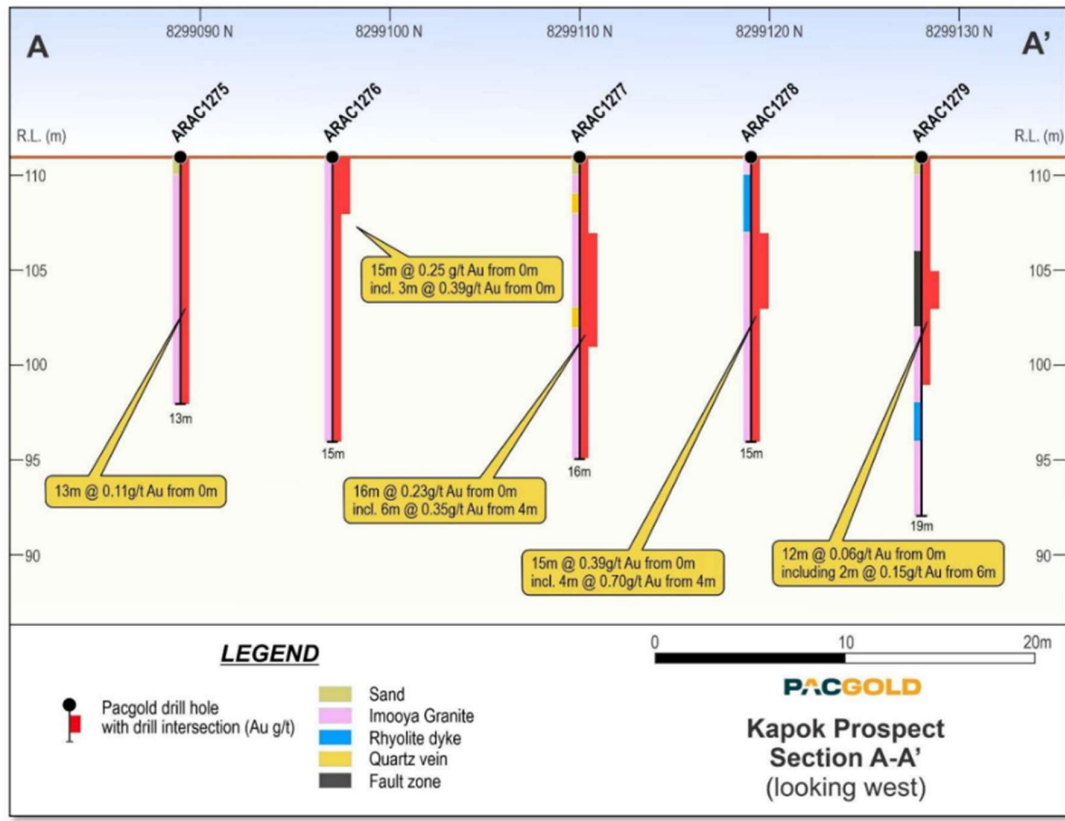 8299090 N
8299100 N
8299110 N
8299120 N
8299130 N
A
A'
ARAC1275
ARAC1276
ARAC1277
ARAC1278
ARAC1279
R.L. (m)
R.L. (m)
110
110
105
105
100
100
95
95
90
90
15m @ 0.25 g/t Au from 0m
incl. 3m @ 0.39g/t Au from 0m
13m
15m
16m
15m
19m
13m @ 0.11g/t Au from 0m
16m @ 0.23g/t Au from 0m
incl. 6m @ 0.35g/t Au from 4m
15m @ 0.39g/t Au from 0m
incl. 4m @ 0.70g/t Au from 4m
12m @ 0.06g/t Au from 0m
including 2m @ 0.15g/t Au from 6m
LEGEND
Pacgold drill hole
with drill intersection (Au g/t)
Sand
Imooya Granite
Rhyolite dyke
Quartz vein
Fault zone
0
10
20m
PACGOLD
Kapok Prospect
Section A-A'
(looking west)